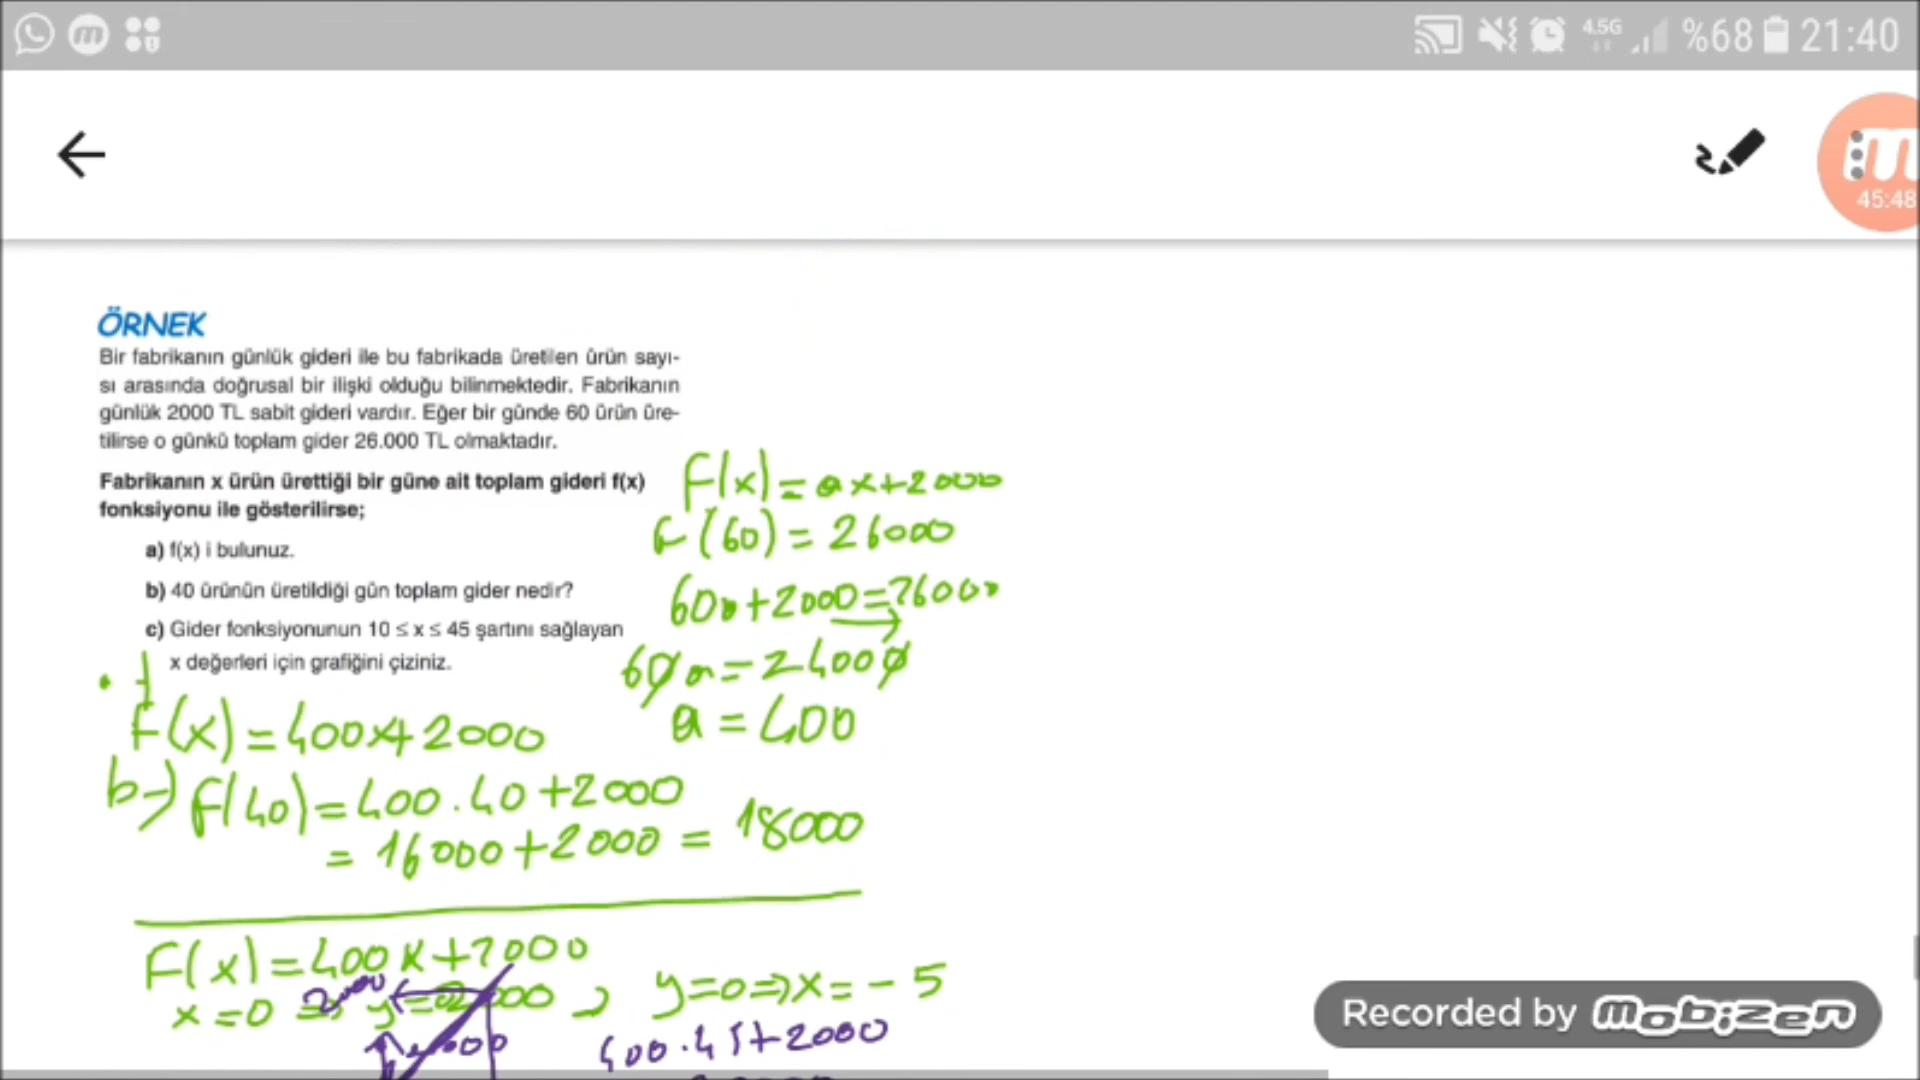 4.5G %68 21:40
45:48
ÖRNEK
Bir fabrikanın günlük gideri ile bu fabrikada üretilen ürün sayı-
sı arasında doğrusal bir ilişki olduğu bilinmektedir. Fabrikanın
günlük 2000 TL sabit gideri vardır. Eğer bir günde 60 ürün üre-
tilirse o günkü toplam gider 26.000 TL olmaktadır.
Fabrikanın x ürün ürettiği bir güne ait toplam gideri f(x)
fonksiyonu ile gösterilirse;
a) f(x) i bulunuz.
b) 40 ürünün üretildiği gün toplam gider nedir?
c) Gider fonksiyonunun 10 ≤ x ≤ 45 şartını sağlayan
x değerleri için grafiğini çiziniz.
F(x) = ax+2000
F(60) = 26000
60a+2000=26000
60a=24000
a = 400
F(x) = 400x+2000
b-) F(40) = 400.40+2000
= 16000+2000 = 18000
F(x) = 400x+2000
x=0 ⇒ y=2000, y=0⇒x=-5
2000
400.45+2000
Recorded by mobizen